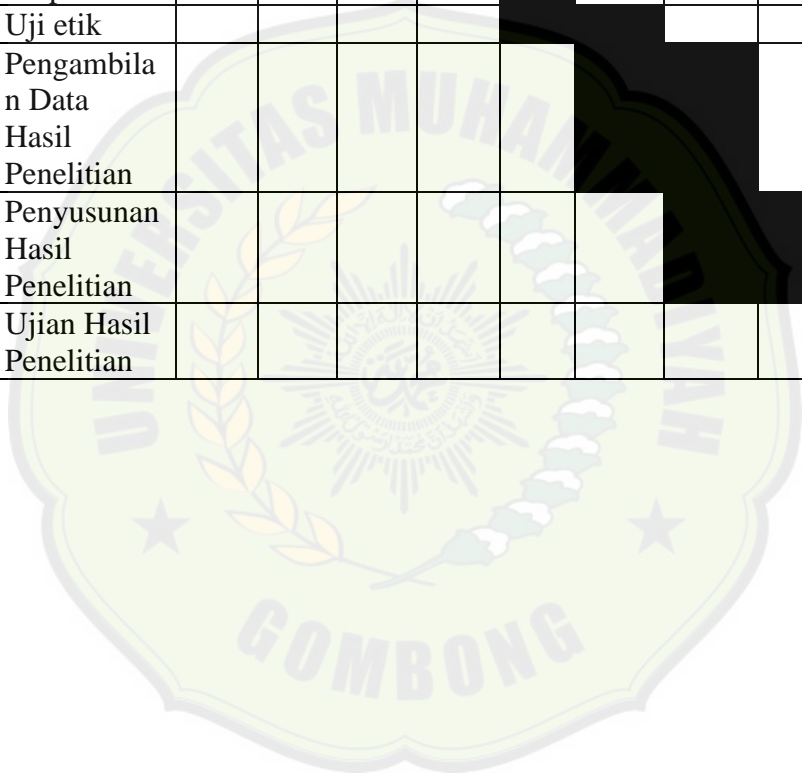 Uji etik
Pengambila
n Data
Hasil
Penelitian
Penyusunan
Hasil
Penelitian
Ujian Hasil
Penelitian
UNIVERSITAS MUHAMMADIYAH
GOMBONG